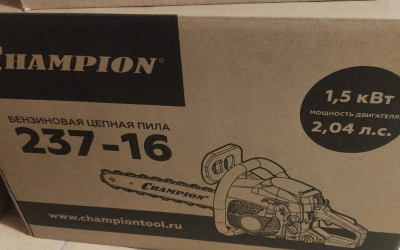 CHAMPION®
БЕНЗИНОВАЯ ЦЕПНАЯ ПИЛА
237-16
CHAMPION
www.championtool.ru
1,5 кВт
МОЩНОСТЬ ДВИГАТЕЛЯ
2,04 л.с.